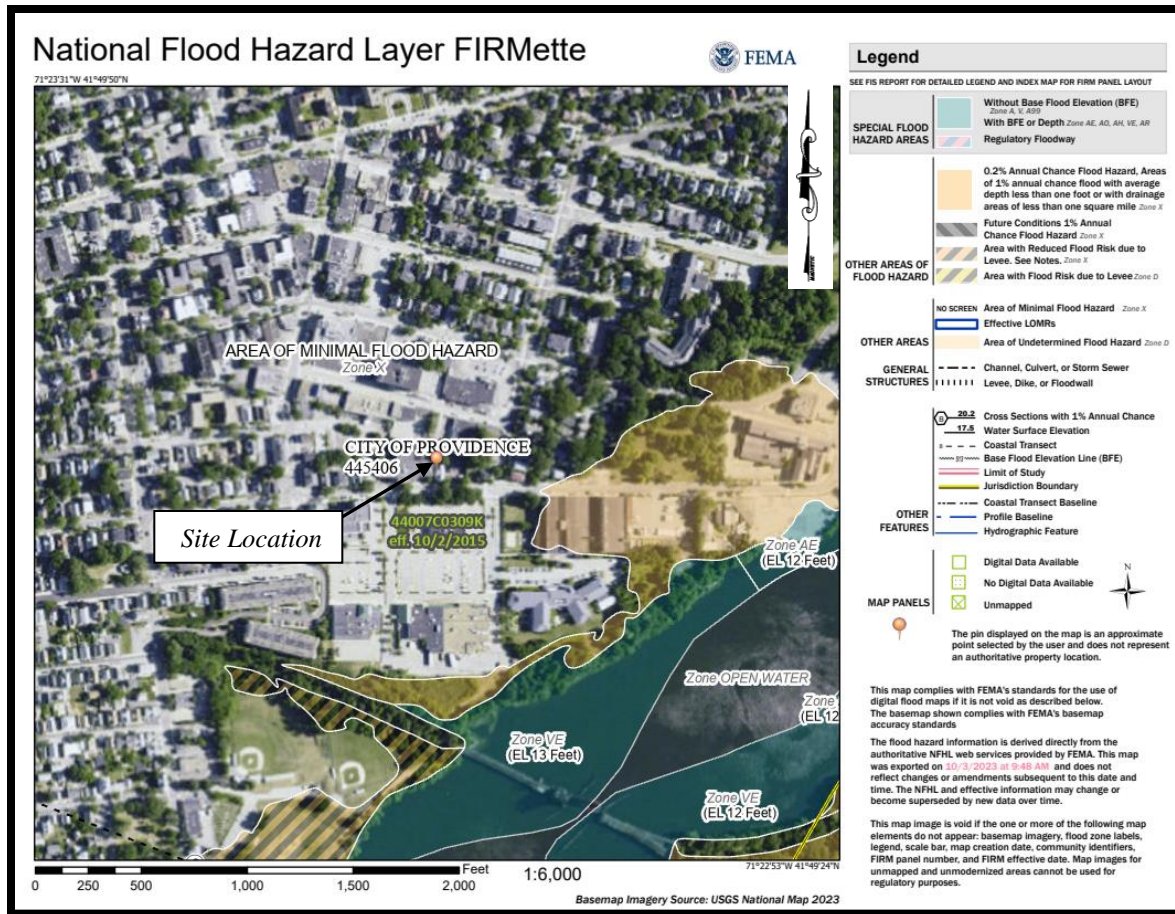 National Flood Hazard Layer FIRMette
FEMA
71°23'31"W 41°49'50"N
AREA OF MINIMAL FLOOD HAZARD
Zone X
CITY OF PROVIDENCE
445406
Site Location
44007C0309K
eff. 10/2/2015
Zone AE
(EL 12 Feet)
Zone OPEN WATER
(EL 12
Zone VE
(EL 13 Feet)
Zone VE
(EL 12 Feet)
71°22'53"W 41°49'24"N
Feet
1:6,000
0 250 500 1,000 1,500 2,000
Basemap Imagery Source: USGS National Map 2023
Legend
SEE FIS REPORT FOR DETAILED LEGEND AND INDEX MAP FOR FIRM PANEL LAYOUT
SPECIAL FLOOD
HAZARD AREAS
Without Base Flood Elevation (BFE)
Zone A, V, A99
With BFE or Depth Zone AE, AO, AH, VE, AR
Regulatory Floodway
0.2% Annual Chance Flood Hazard, Areas
of 1% annual chance flood with average
depth less than one foot or with drainage
areas of less than one square mile Zone X
Future Conditions 1% Annual
Chance Flood Hazard Zone X
Area with Reduced Flood Risk due to
Levee. See Notes. Zone X
Area with Flood Risk due to Levee Zone D
OTHER AREAS OF
FLOOD HAZARD
NO SCREEN Area of Minimal Flood Hazard Zone X
Effective LOMRs
Area of Undetermined Flood Hazard Zone D
OTHER AREAS
GENERAL
STRUCTURES
Channel, Culvert, or Storm Sewer
Levee, Dike, or Floodwall
B 20.2 Cross Sections with 1% Annual Chance
17.5 Water Surface Elevation
8 Coastal Transect
513 Base Flood Elevation Line (BFE)
Limit of Study
Jurisdiction Boundary
Coastal Transect Baseline
Profile Baseline
Hydrographic Feature
OTHER
FEATURES
Digital Data Available
No Digital Data Available
Unmapped
MAP PANELS
N
The pin displayed on the map is an approximate
point selected by the user and does not represent
an authoritative property location.
This map complies with FEMA's standards for the use of
digital flood maps if it is not void as described below.
The basemap shown complies with FEMA's basemap
accuracy standards
The flood hazard information is derived directly from the
authoritative NFHL web services provided by FEMA. This map
was exported on 10/3/2023 at 9:48 AM and does not
reflect changes or amendments subsequent to this date and
time. The NFHL and effective information may change or
become superseded by new data over time.
This map image is void if the one or more of the following map
elements do not appear: basemap imagery, flood zone labels,
legend, scale bar, map creation date, community identifiers,
FIRM panel number, and FIRM effective date. Map images for
unmapped and unmodernized areas cannot be used for
regulatory purposes.